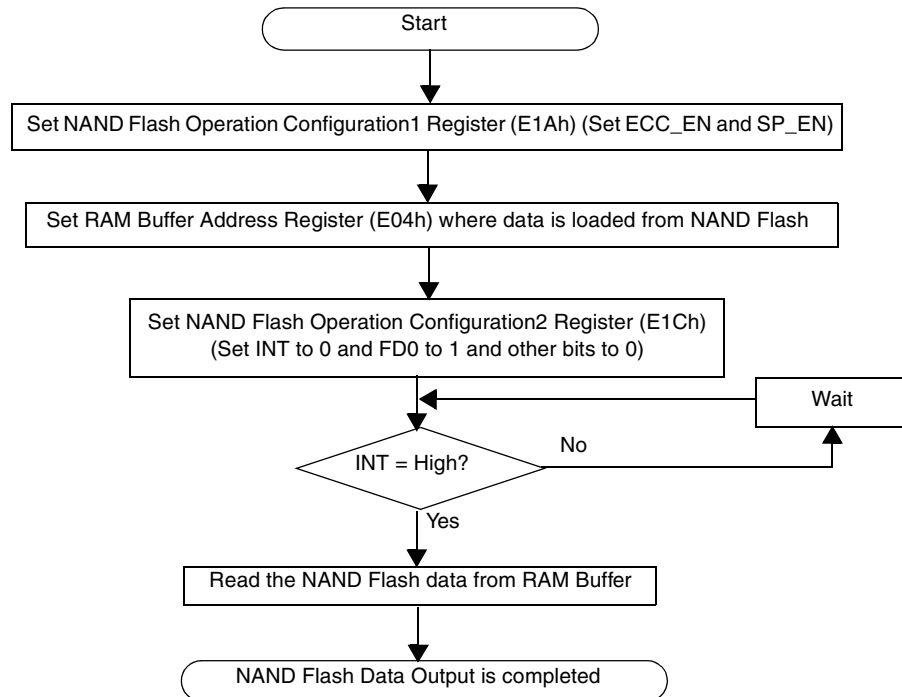 Start
Set NAND Flash Operation Configuration1 Register (E1Ah) (Set ECC_EN and SP_EN)
Set RAM Buffer Address Register (E04h) where data is loaded from NAND Flash
Set NAND Flash Operation Configuration2 Register (E1Ch)
(Set INT to 0 and FD0 to 1 and other bits to 0)
Wait
INT = High?
No
Yes
Read the NAND Flash data from RAM Buffer
NAND Flash Data Output is completed